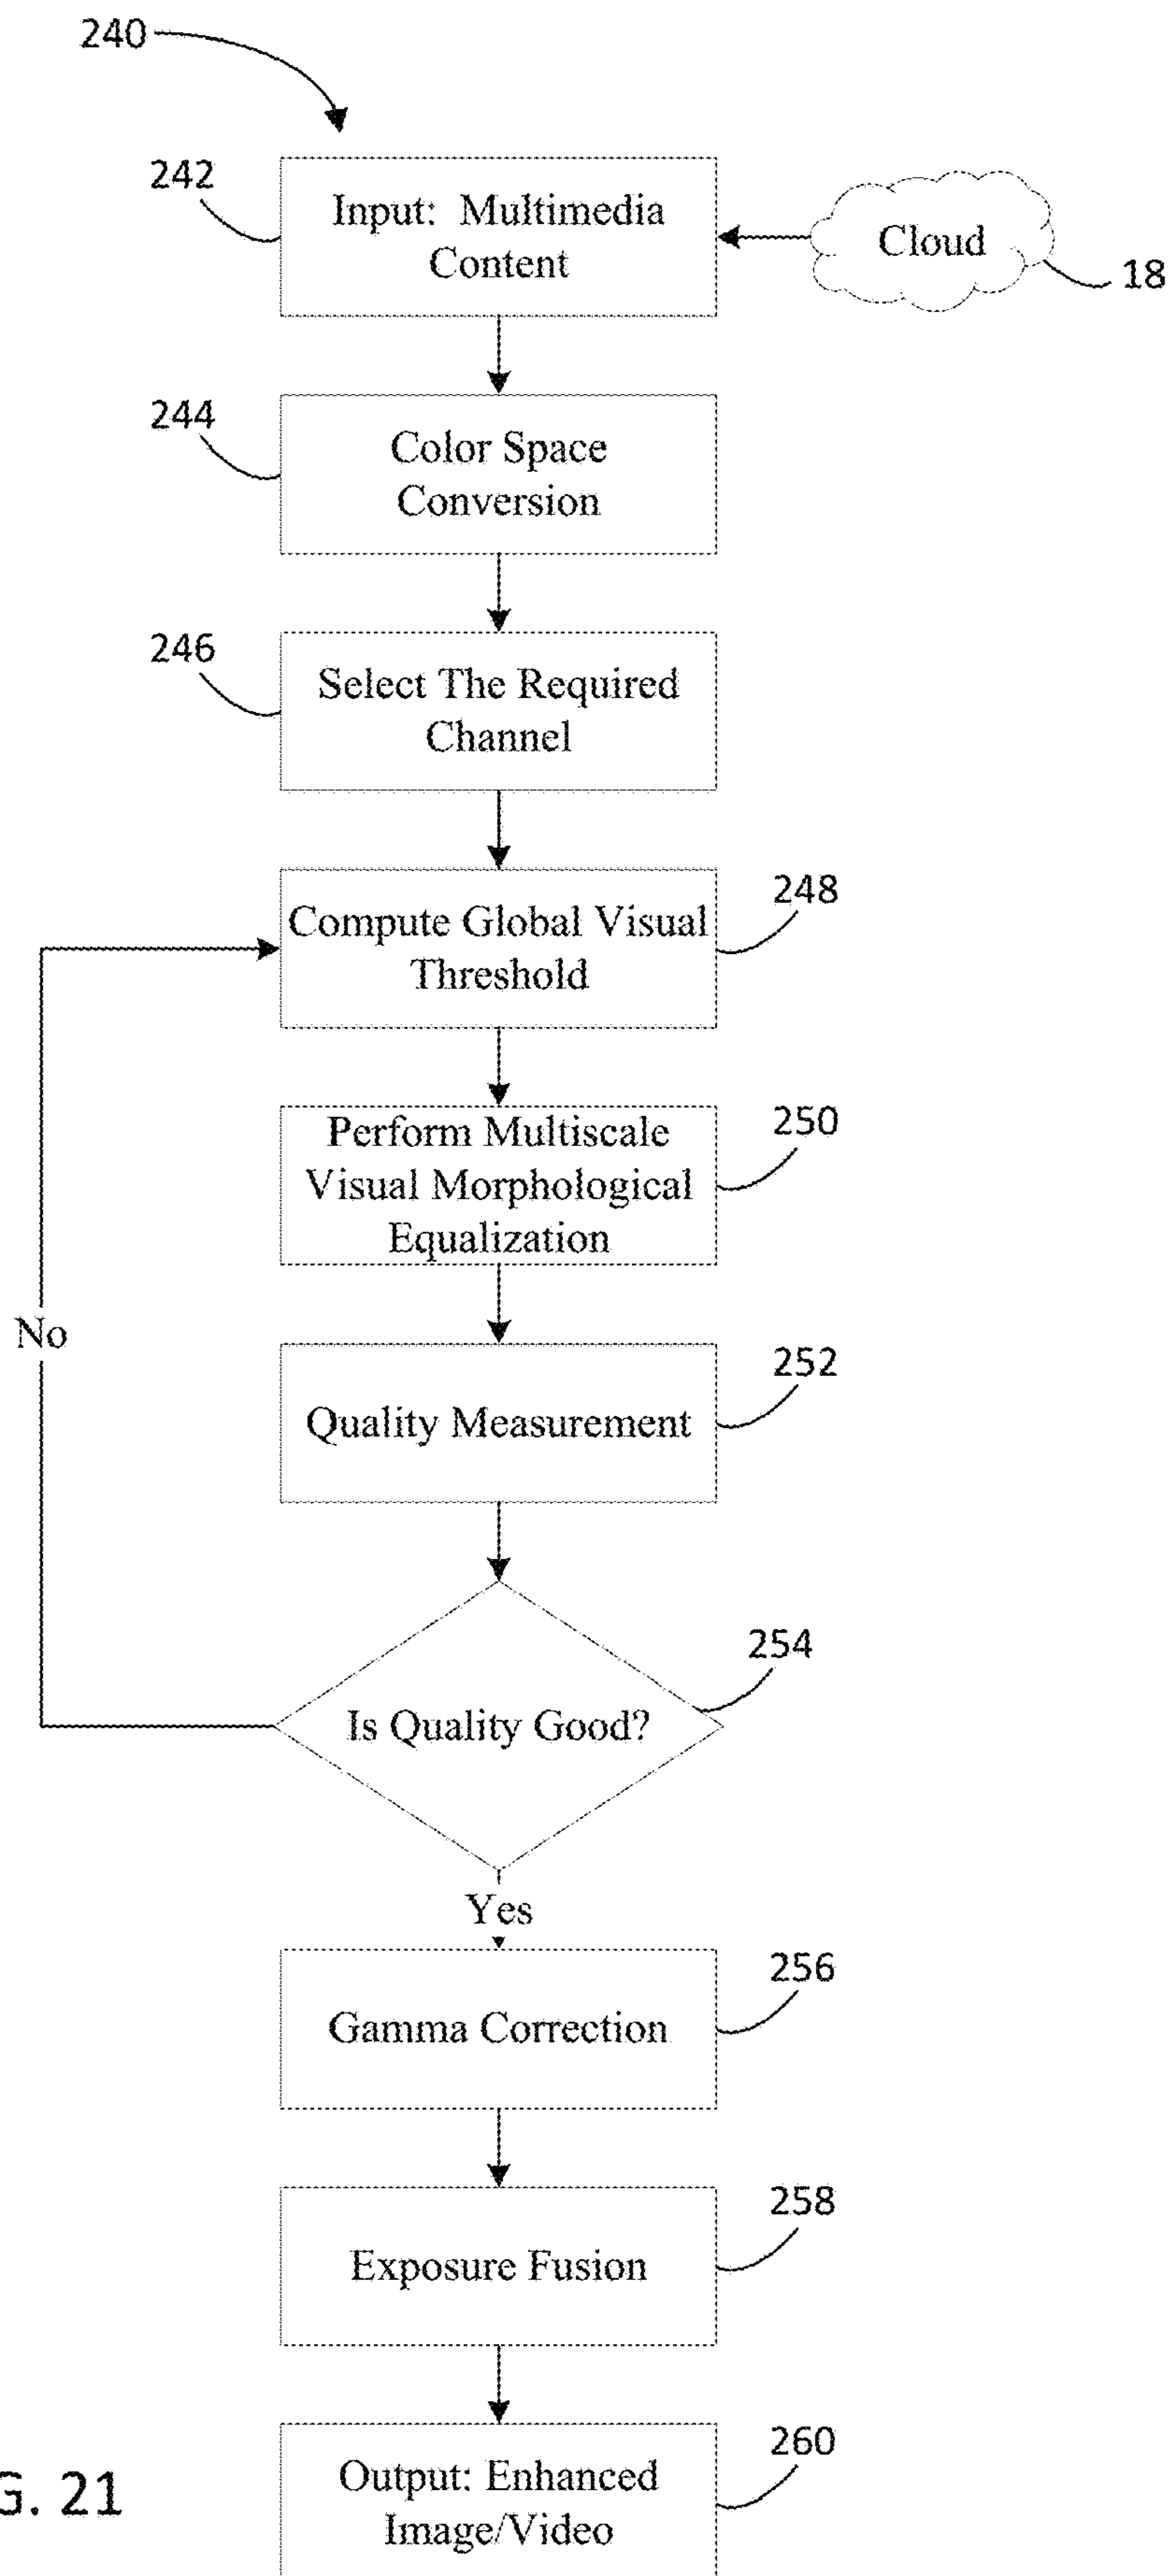 240
242
Input: Multimedia
Content
Cloud
18
244
Color Space
Conversion
246
Select The Required
Channel
248
Compute Global Visual
Threshold
250
Perform Multiscale
Visual Morphological
Equalization
No
252
Quality Measurement
254
Is Quality Good?
Yes
256
Gamma Correction
258
Exposure Fusion
260
Output: Enhanced
Image/Video
G. 21